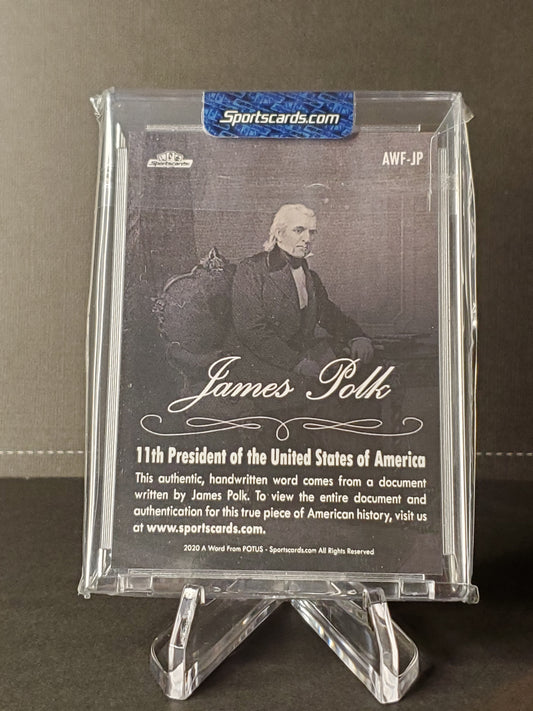 Sportscards.com
Sportscards
AWF-JP
James Polk
11th President of the United States of America
This authentic, handwritten word comes from a document
written by James Polk. To view the entire document and
authentication for this true piece of American history, visit us
at www.sportscards.com.
2020 A Word From POTUS - Sportscards.com All Rights Reserved